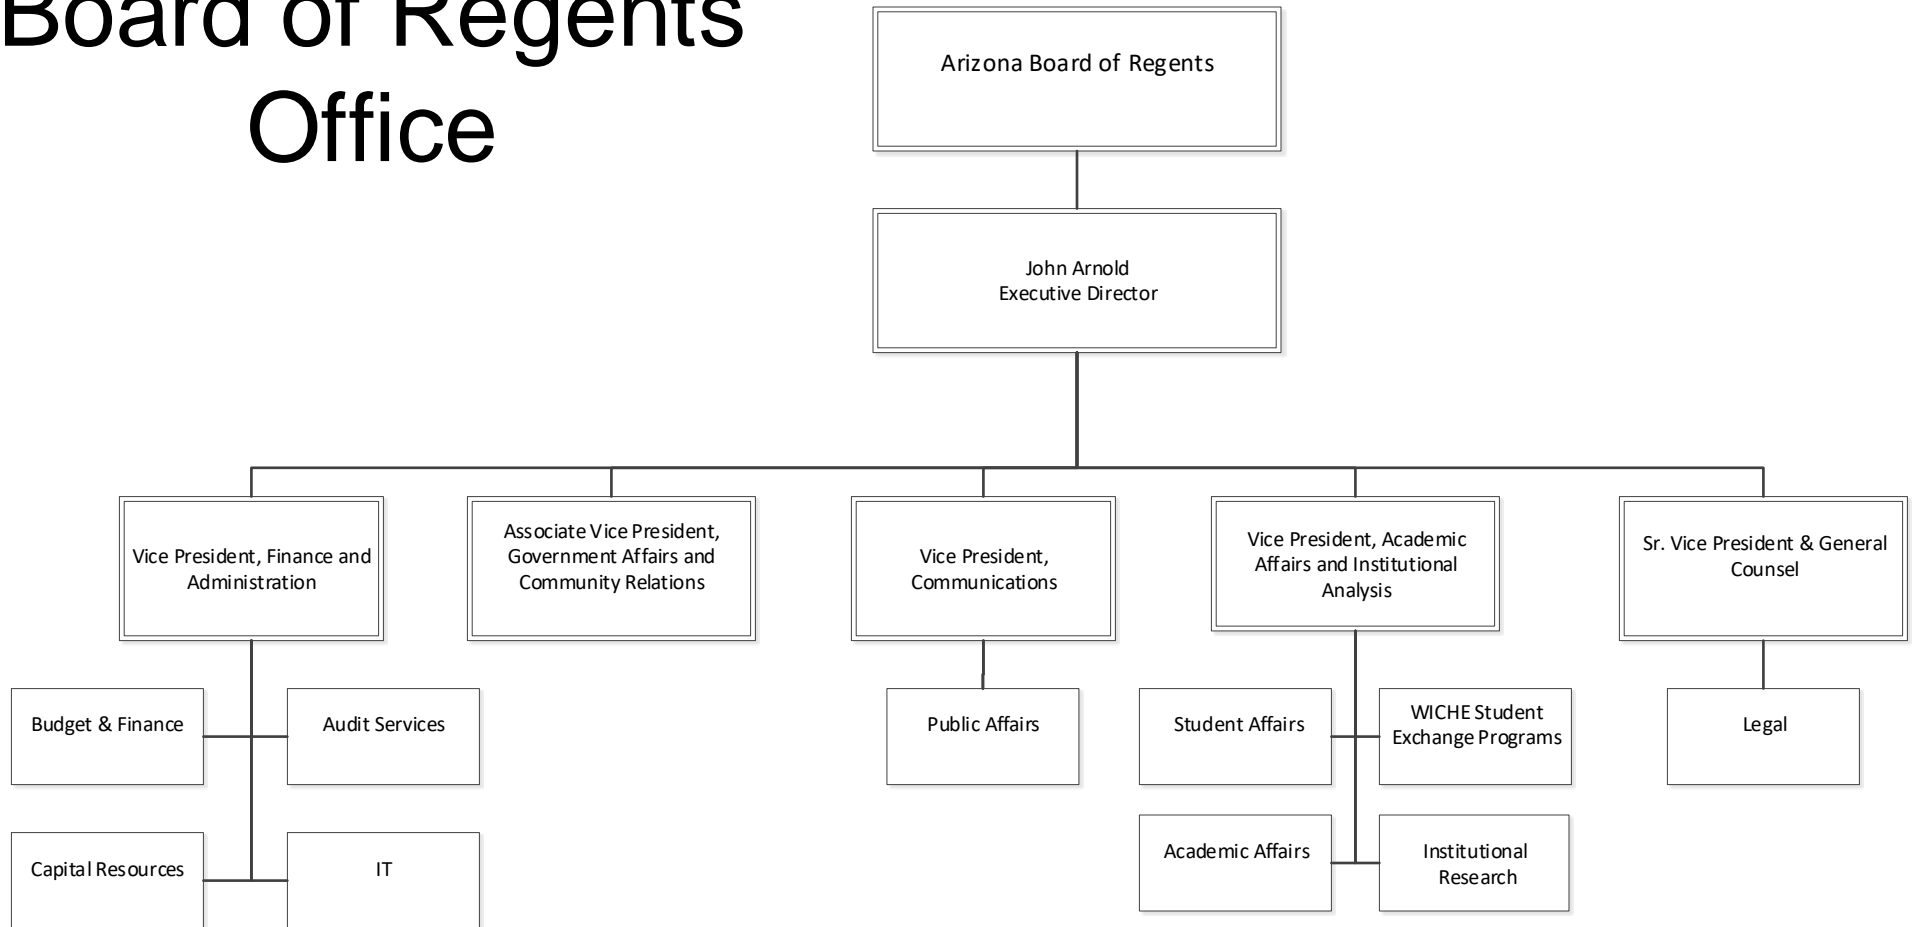 Board of Regents
Office
Arizona Board of Regents
John Arnold
Executive Director
Vice President, Finance and
Administration
Associate Vice President,
Government Affairs and
Community Relations
Vice President,
Communications
Vice President, Academic
Affairs and Institutional
Analysis
Sr. Vice President & General
Counsel
Budget & Finance
Audit Services
Public Affairs
Student Affairs
WICHE Student
Exchange Programs
Legal
Capital Resources
IT
Academic Affairs
Institutional
Research